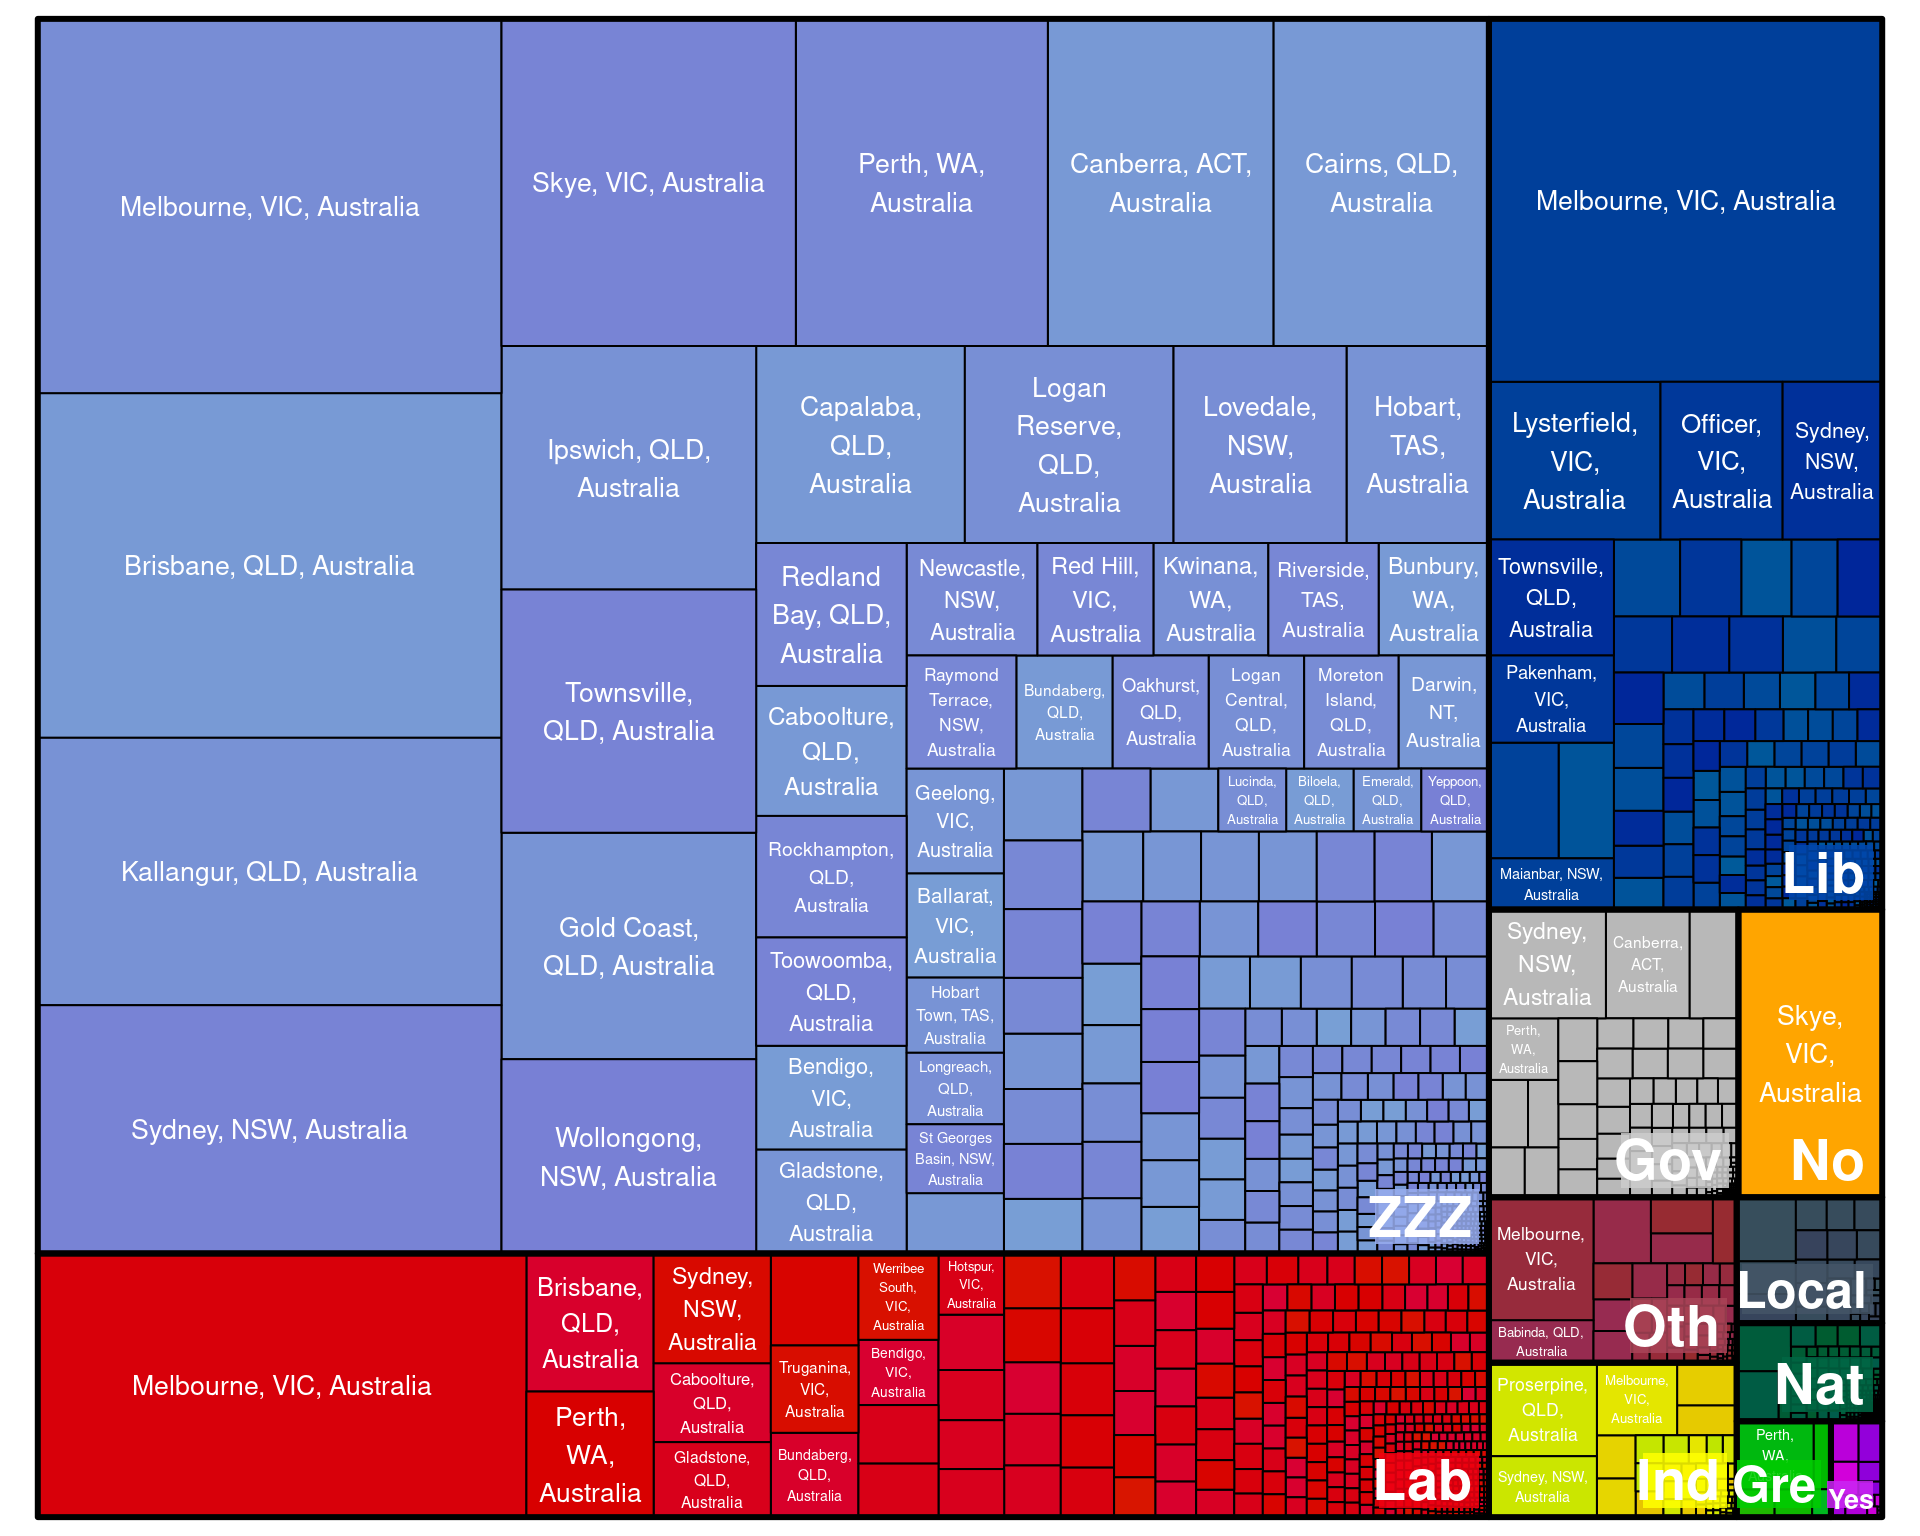 Melbourne, VIC, Australia
Brisbane, QLD, Australia
Kallangur, QLD, Australia
Sydney, NSW, Australia
Skye, VIC, Australia
Perth, WA,
Australia
Canberra, ACT,
Australia
Cairns, QLD,
Australia
Ipswich, QLD,
Australia
Townsville,
QLD, Australia
Gold Coast,
QLD, Australia
Wollongong,
NSW, Australia
Capalaba,
QLD,
Australia
Logan
Reserve,
QLD,
Australia
Lovedale,
NSW,
Australia
Hobart,
TAS,
Australia
Redland
Bay, QLD,
Australia
Caboolture,
QLD,
Australia
Rockhampton,
QLD,
Australia
Toowoomba,
QLD,
Australia
Bendigo,
VIC,
Australia
Gladstone,
QLD,
Australia
Newcastle,
NSW,
Australia
Red Hill,
VIC,
Australia
Kwinana,
WA,
Australia
Riverside,
TAS,
Australia
Bunbury,
WA,
Australia
Raymond
Terrace,
NSW,
Australia
Bundaberg,
QLD,
Australia
Oakhurst,
QLD,
Australia
Logan
Central,
QLD,
Australia
Moreton
Island,
QLD,
Australia
Darwin,
NT,
Australia
Geelong,
VIC,
Australia
Ballarat,
VIC,
Australia
Hobart
Town, TAS,
Australia
Longreach,
QLD,
Australia
St Georges
Basin, NSW,
Australia
Lucinda,
QLD,
Australia
Biloela,
QLD,
Australia
Emerald,
QLD,
Australia
Yeppoon,
QLD,
Australia
ZZZ
Melbourne, VIC, Australia
Brisbane,
QLD,
Australia
Perth,
WA,
Australia
Sydney,
NSW,
Australia
Caboolture,
QLD,
Australia
Gladstone,
QLD,
Australia
Truganina,
VIC,
Australia
Bundaberg,
QLD,
Australia
Werribee
South,
VIC,
Australia
Bendigo,
VIC,
Australia
Hotspur,
VIC,
Australia
Lab
Melbourne, VIC, Australia
Lysterfield,
VIC,
Australia
Officer,
VIC,
Australia
Sydney,
NSW,
Australia
Townsville,
QLD,
Australia
Pakenham,
VIC,
Australia
Maianbar, NSW,
Australia
Lib
Sydney,
NSW,
Australia
Canberra,
ACT,
Australia
Perth,
WA,
Australia
Gov
Skye,
VIC,
Australia
No
Melbourne,
VIC,
Australia
Babinda, QLD,
Australia
Oth
Local
Nat
Proserpine,
QLD,
Australia
Melbourne,
VIC,
Australia
Sydney, NSW,
Australia
Ind
Perth,
WA,
Gre
Yes